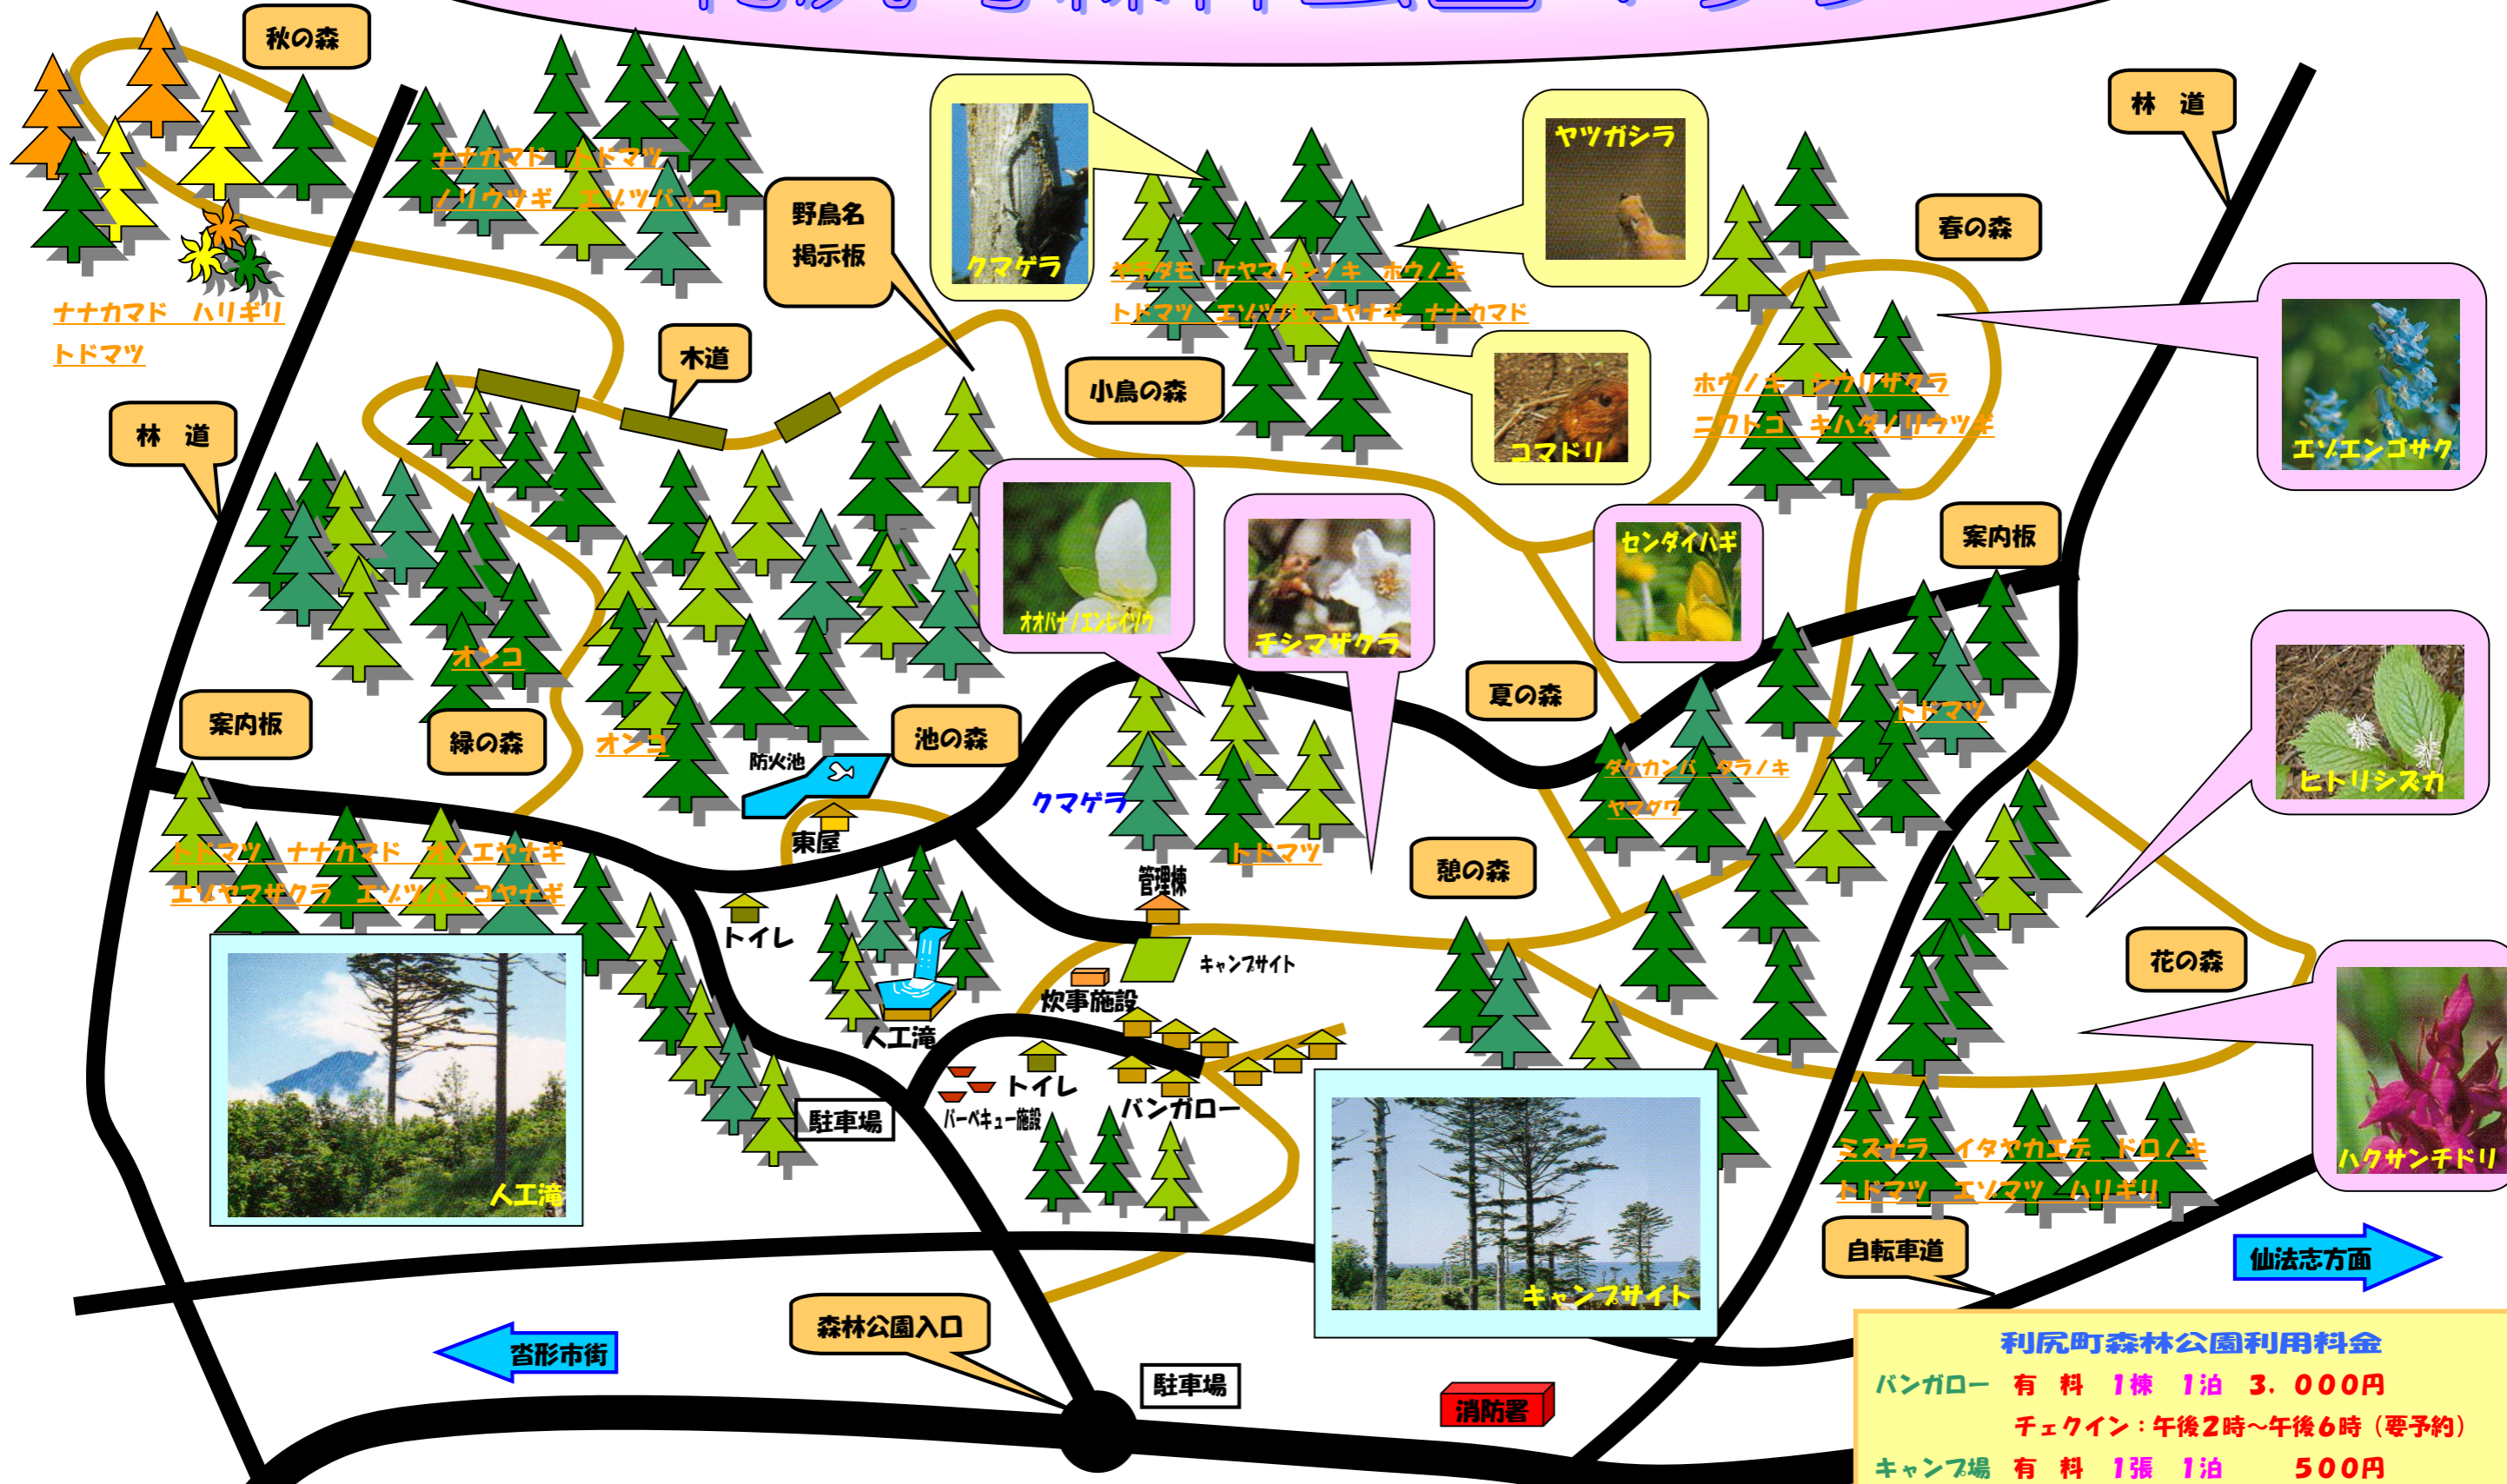 秋の森
林 道
ヤツガシラ
ナナカマド トドマツ
ノリウツギ エゾツバッコ
野鳥名
掲示板
春の森
クマゲラ
ヤチダモ ケヤマハンノキ ホウノキ
トドマツ エゾツバッコヤナギ ナナカマド
ナナカマド ハリギリ
トドマツ
木道
小鳥の森
ホウノキ シウリザクラ
ニワトコ キハダノリウツギ
林 道
コマドリ
エゾエンゴサク
案内板
センダイハギ
オオバナノエンレイソウ
チシマザクラ
オンコ
夏の森
トドマツ
案内板
緑の森
オンコ
池の森
防火池
ダケカンバ タラノキ
ヤマグワ
ヒトリシズカ
クマゲラ
東屋
トドマツ
トドマツ ナナカマド オノエヤナギ
エゾヤマザクラ エゾツバッコヤナギ
管理棟
憩の森
トイレ
キャンプサイト
花の森
炊事施設
人工滝
トイレ
バーベキュー施設
バンガロー
駐車場
ミズナラ イタヤカエデ ドロノキ
トドマツ エゾマツ ハリギリ
ハクサンチドリ
人工滝
自転車道
仙法志方面
キャンプサイト
森林公園入口
沓形市街
駐車場
消防署
利尻町森林公園利用料金
バンガロー 有 料 1棟 1泊 3,000円
チェクイン:午後2時~午後6時(要予約)
キャンプ場 有 料 1張 1泊 500円